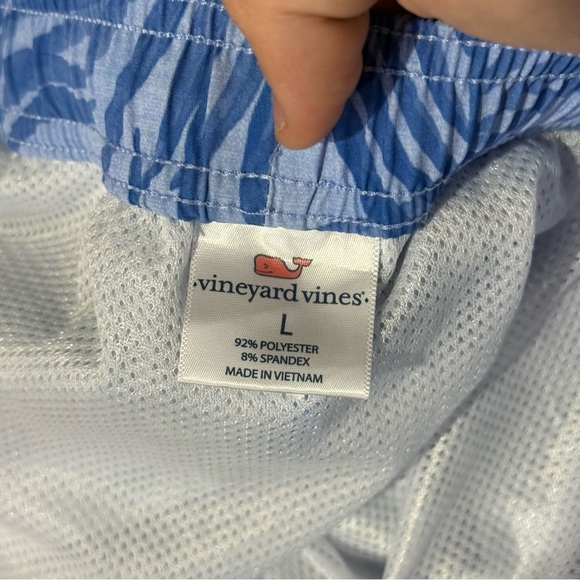 ·vineyard vines·
L
92% POLYESTER
8% SPANDEX
MADE IN VIETNAM